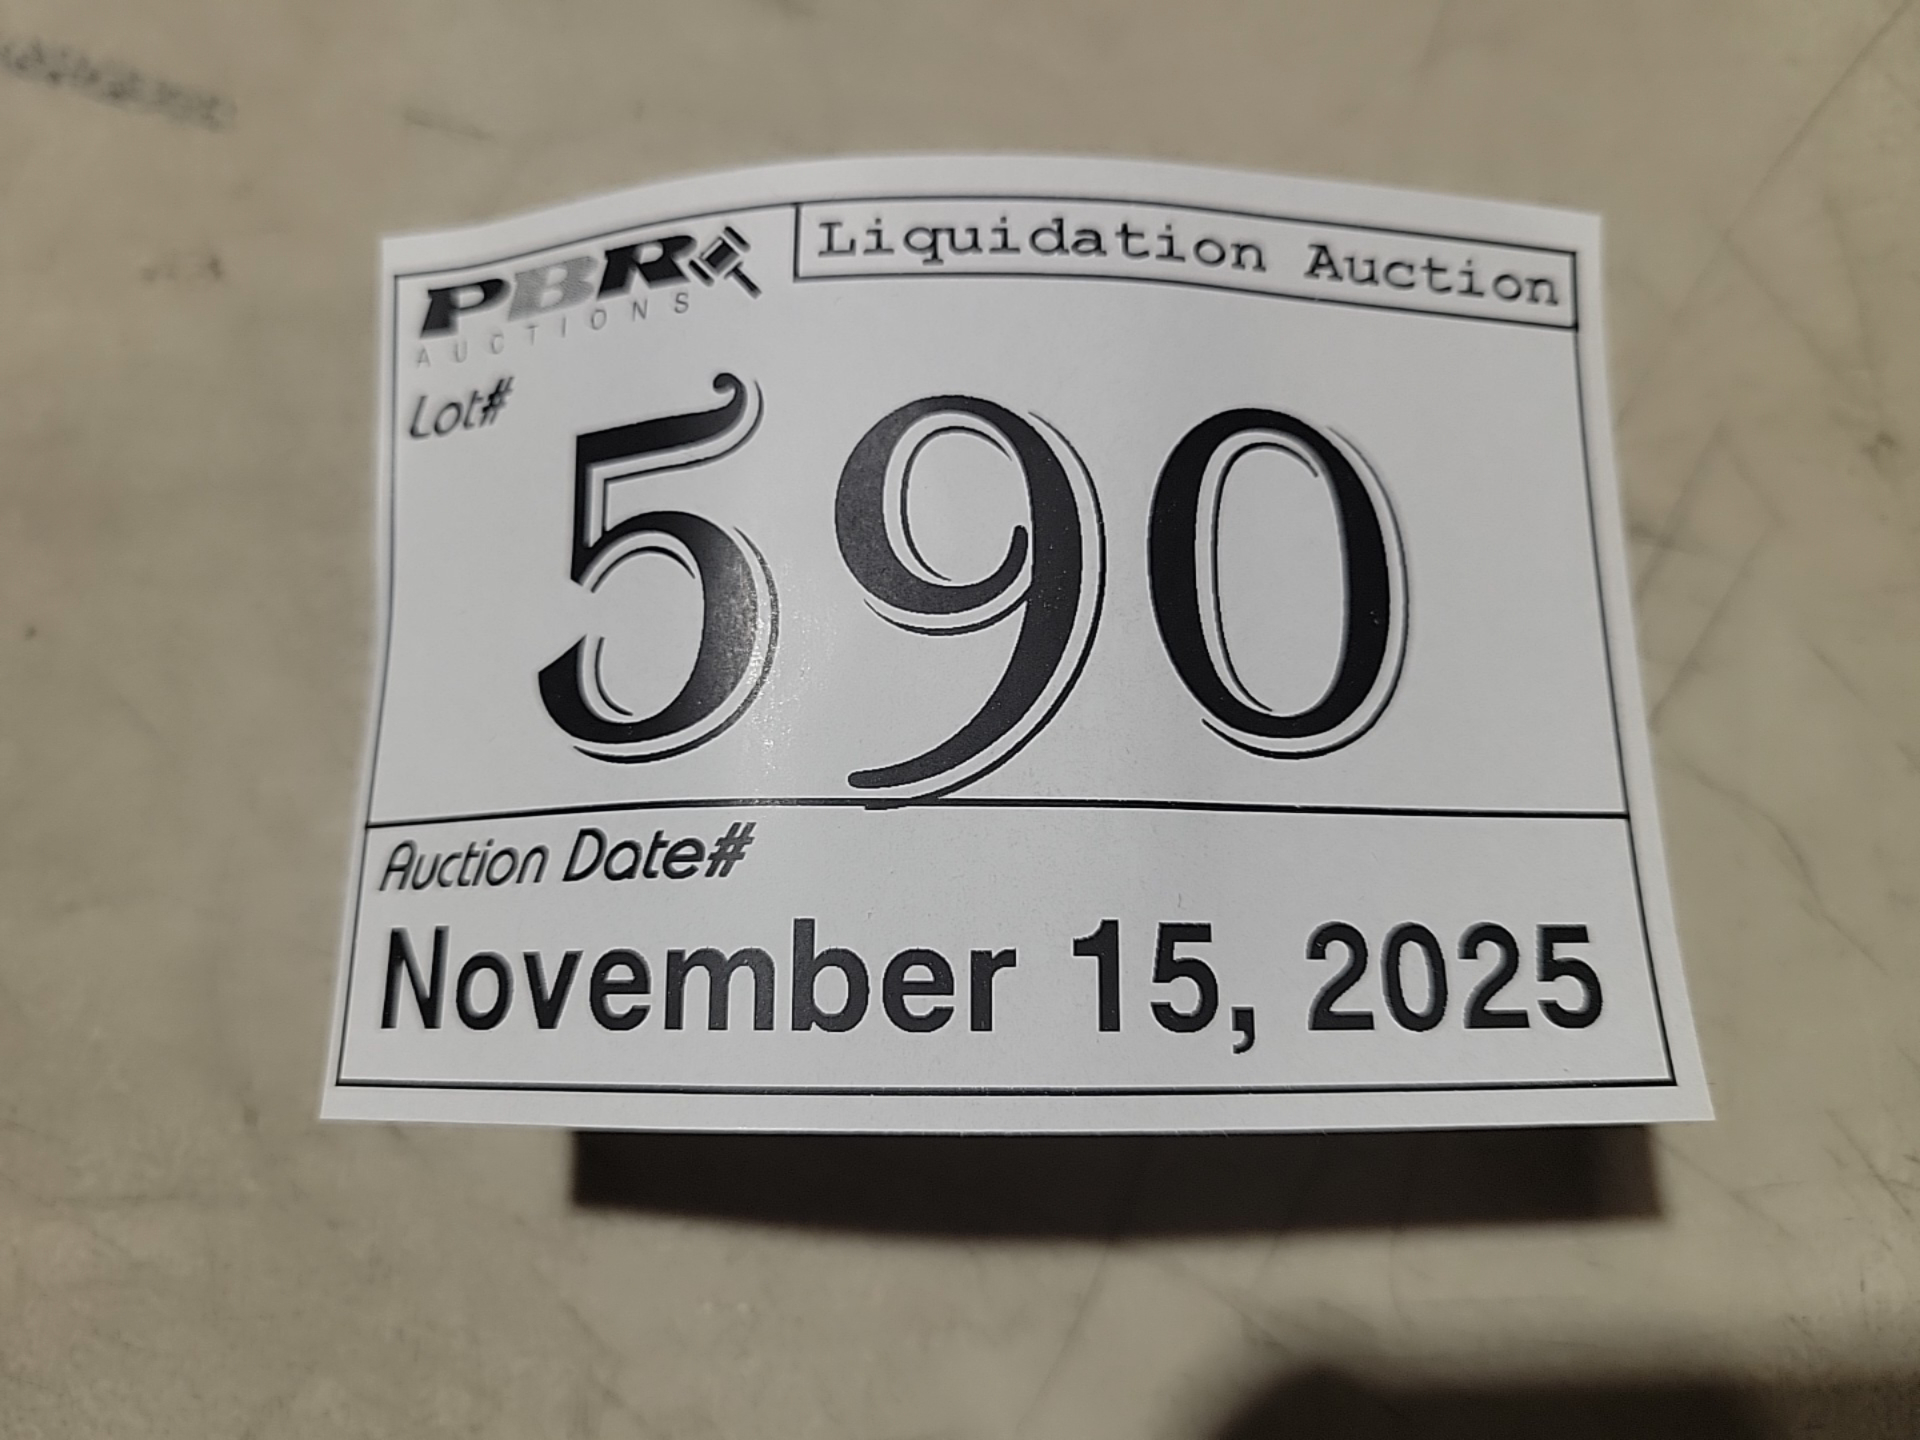 PBR
AUCTIONS
Liquidation Auction
Lot#
590
Auction Date#
November 15, 2025